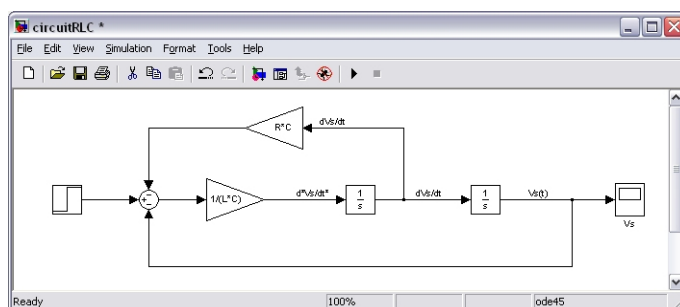 circuitRLC *
File Edit View Simulation Format Tools Help
R*C
dVs/dt
1/(L*C)
d²Vs/dt²
1
s
dVs/dt
1
s
Vs(t)
Vs
Ready
100%
ode45